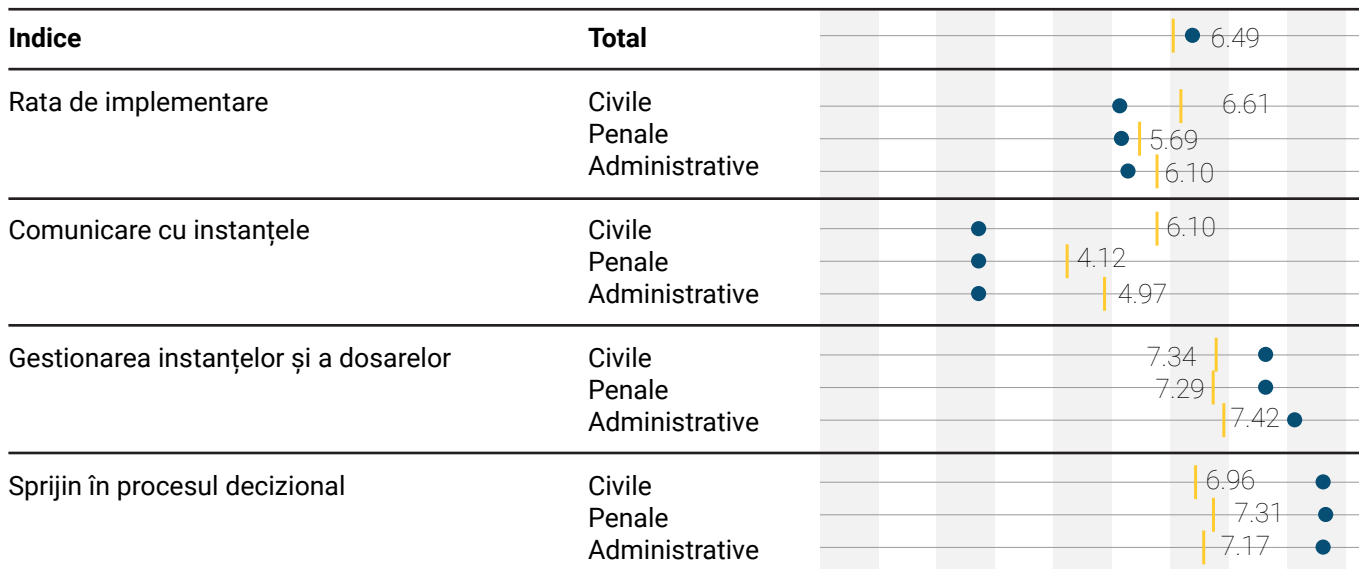 Indice Total 6.49
Rata de implementare Civile 6.61
Penale 5.69
Administrative 6.10
Comunicare cu instanțele Civile 6.10
Penale 4.12
Administrative 4.97
Gestionarea instanțelor și a dosarelor Civile 7.34
Penale 7.29
Administrative 7.42
Sprijin în procesul decizional Civile 6.96
Penale 7.31
Administrative 7.17